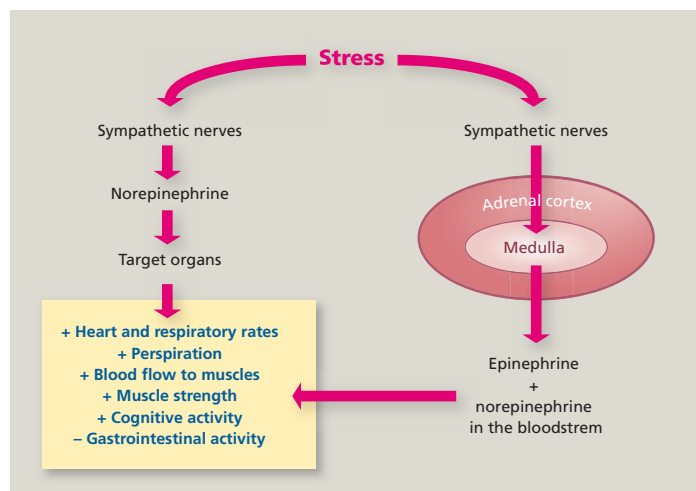 Stress
Sympathetic nerves
Norepinephrine
Target organs
+ Heart and respiratory rates
+ Perspiration
+ Blood flow to muscles
+ Muscle strength
+ Cognitive activity
– Gastrointestinal activity
Sympathetic nerves
Adrenal cortex
Medulla
Epinephrine
+
norepinephrine
in the bloodstrem